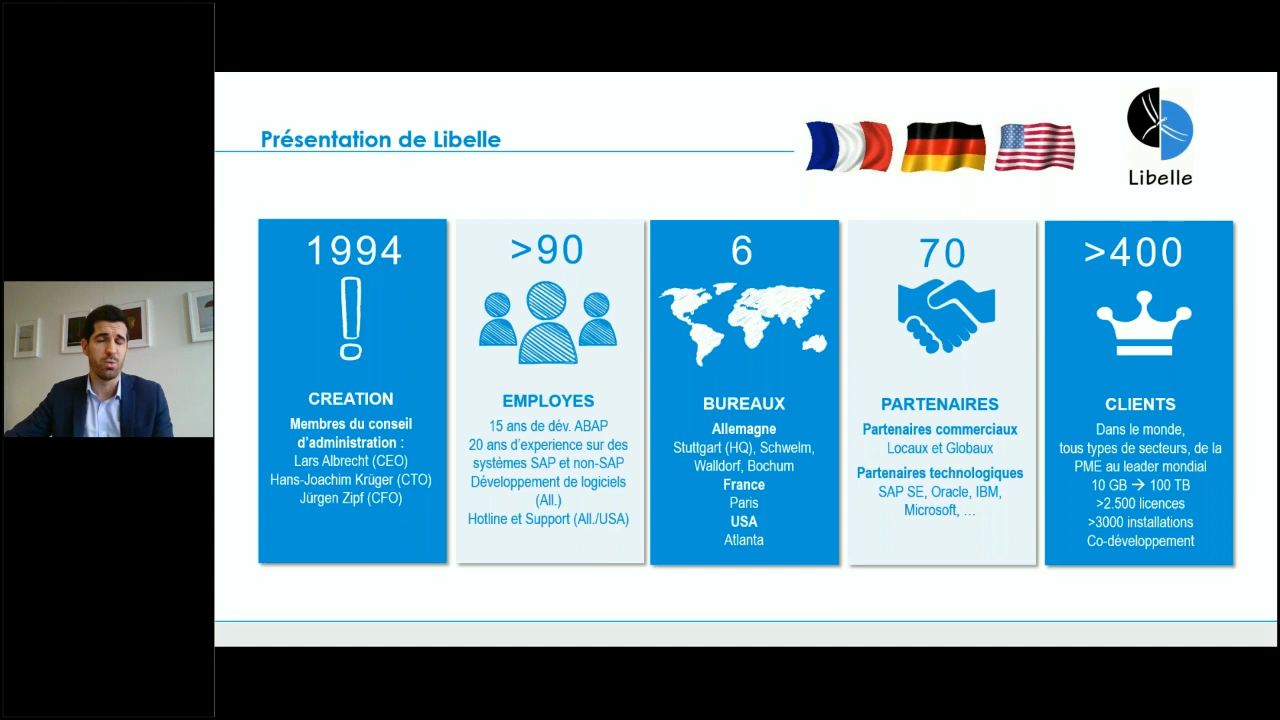 Présentation de Libelle
Libelle
1994
CREATION
Membres du conseil
d'administration :
Lars Albrecht (CEO)
Hans-Joachim Krüger (CTO)
Jürgen Zipf (CFO)
>90
EMPLOYES
15 ans de dév. ABAP
20 ans d'experience sur des
systèmes SAP et non-SAP
Développement de logiciels
(All.)
Hotline et Support (All./USA)
6
BUREAUX
Allemagne
Stuttgart (HQ), Schwelm,
Walldorf, Bochum
France
Paris
USA
Atlanta
70
PARTENAIRES
Partenaires commerciaux
Locaux et Globaux
Partenaires technologiques
SAP SE, Oracle, IBM,
Microsoft, …
>400
CLIENTS
Dans le monde,
tous types de secteurs, de la
PME au leader mondial
10 GB → 100 TB
>2.500 licences
>3000 installations
Co-développement